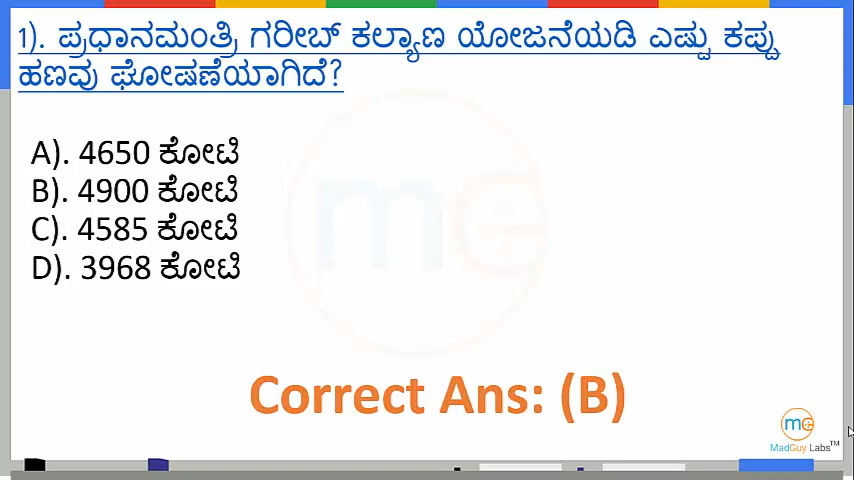 1). ಪ್ರಧಾನಮಂತ್ರಿ ಗರೀಬ್ ಕಲ್ಯಾಣ ಯೋಜನೆಯಡಿ ಎಷ್ಟು ಕಪ್ಪು
ಹಣವು ಘೋಷಣೆಯಾಗಿದೆ?
A). 4650 ಕೋಟಿ
B). 4900 ಕೋಟಿ
C). 4585 ಕೋಟಿ
D). 3968 ಕೋಟಿ
Correct Ans: (B)
me
MadGuy Labs™